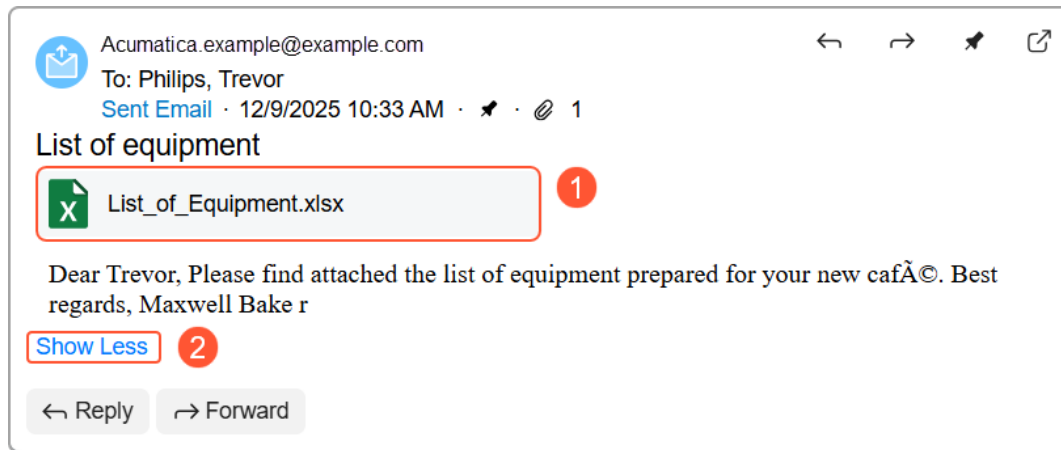 Acumatica.example@example.com
To: Philips, Trevor
Sent Email · 12/9/2025 10:33 AM · · 1
List of equipment
X List_of_Equipment.xlsx
1
Dear Trevor, Please find attached the list of equipment prepared for your new cafÃ©. Best
regards, Maxwell Bake r
Show Less
2
Reply
Forward